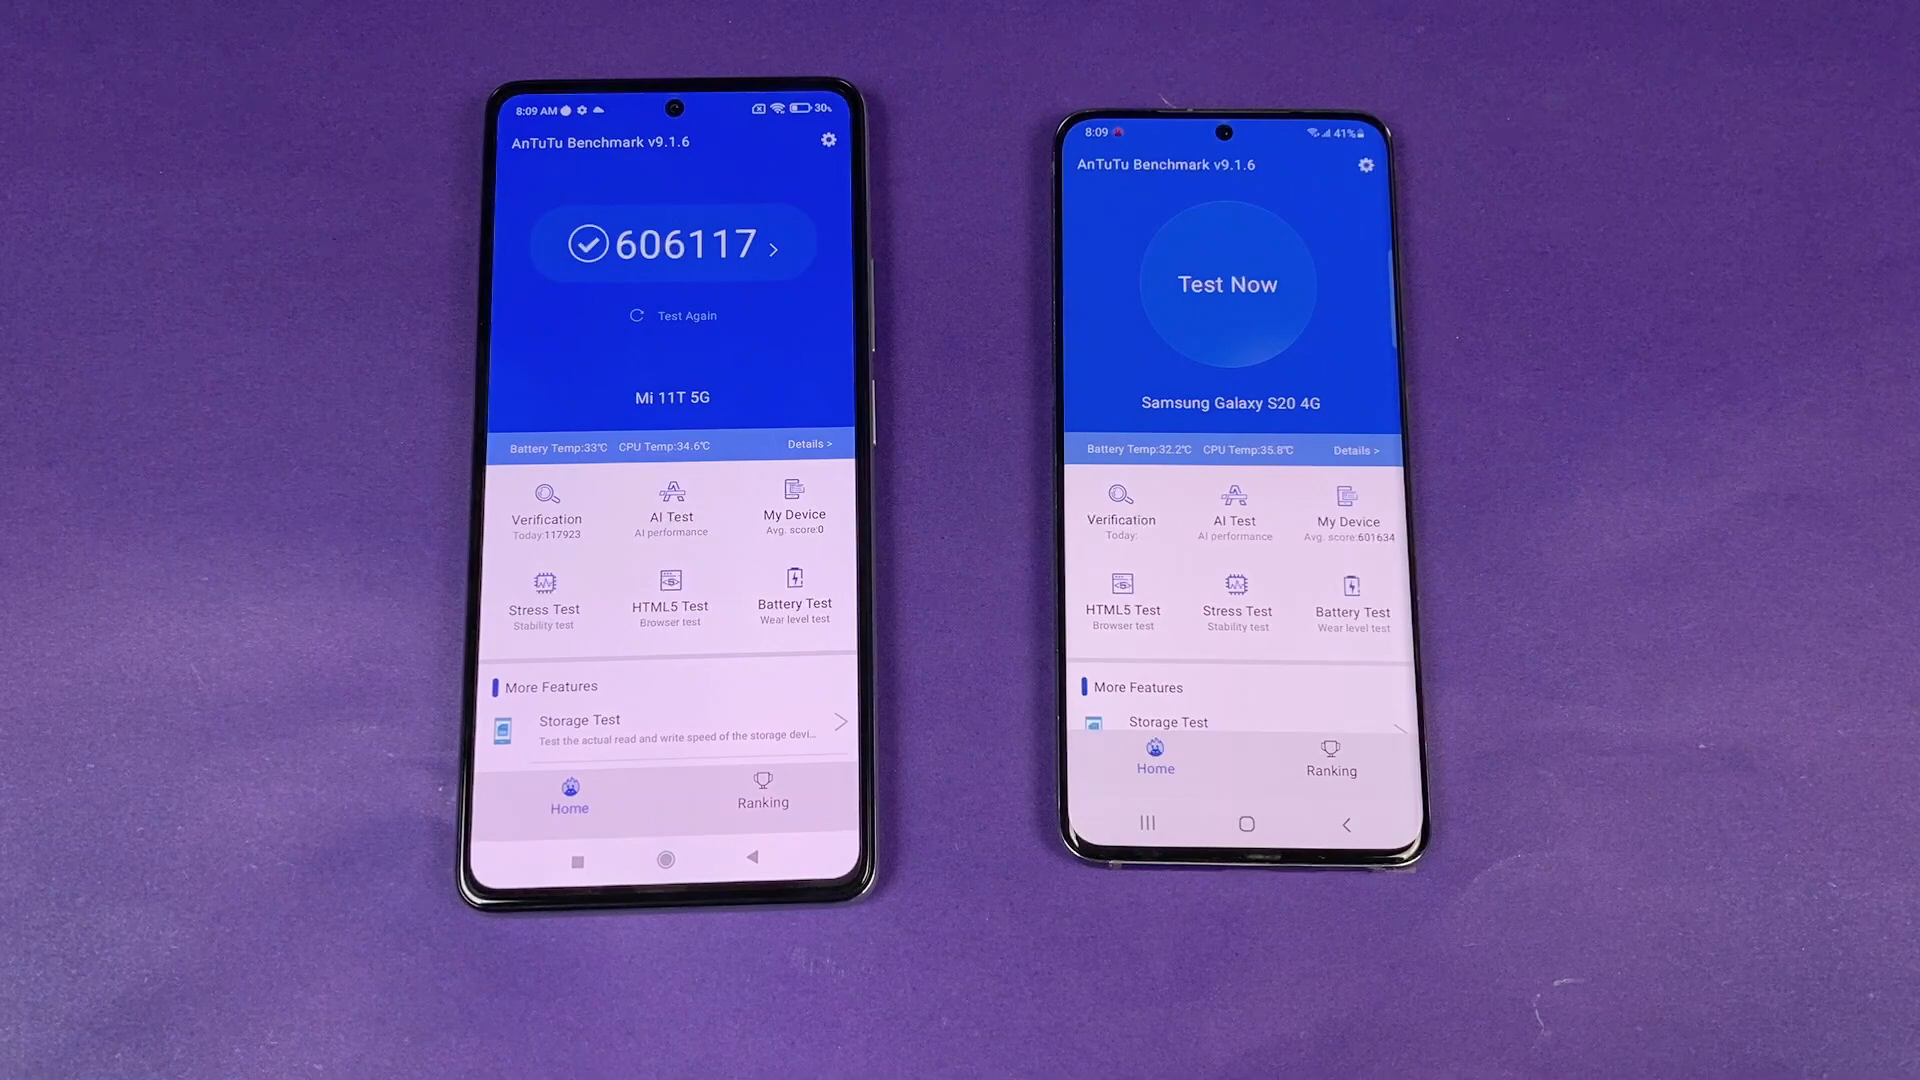 8:09 AM
30%
AnTuTu Benchmark v9.1.6
606117 >
Test Again
Mi 11T 5G
Battery Temp:33℃ CPU Temp:34.6℃ Details >
Verification
Today:117923
AI Test
AI performance
My Device
Avg. score:0
Stress Test
Stability test
HTML5 Test
Browser test
Battery Test
Wear level test
More Features
Storage Test
Test the actual read and write speed of the storage devi...
Home
Ranking
8:09
41%
AnTuTu Benchmark v9.1.6
Test Now
Samsung Galaxy S20 4G
Battery Temp:32.2℃ CPU Temp:35.8℃ Details >
Verification
Today:
AI Test
AI performance
My Device
Avg. score:601634
HTML5 Test
Browser test
Stress Test
Stability test
Battery Test
Wear level test
More Features
Storage Test
Home
Ranking